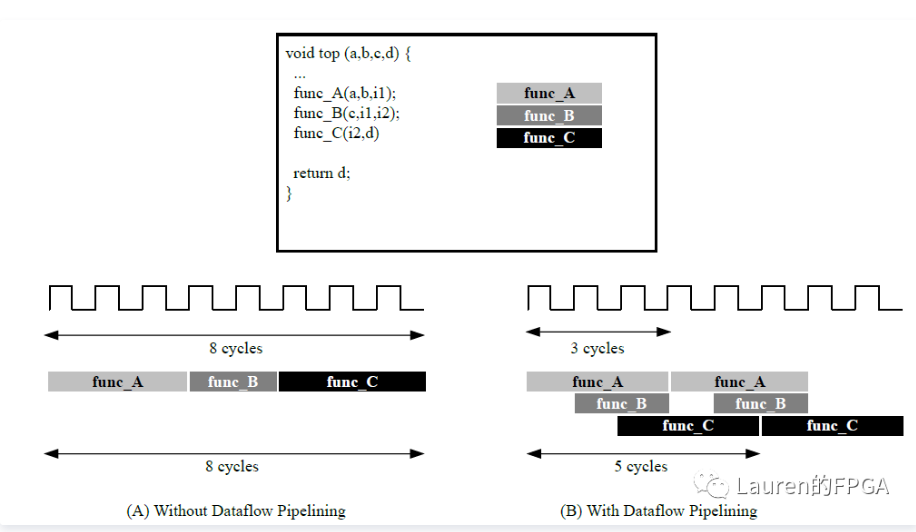 void top (a,b,c,d) {
...
func_A(a,b,i1);
func_B(c,i1,i2);
func_C(i2,d)
return d;
}
func_A
func_B
func_C
8 cycles
func_A func_B func_C
8 cycles
(A) Without Dataflow Pipelining
3 cycles
func_A func_A
func_B func_B
func_C func_C
5 cycles
(B) With Dataflow Pipelining
Lauren的FPGA